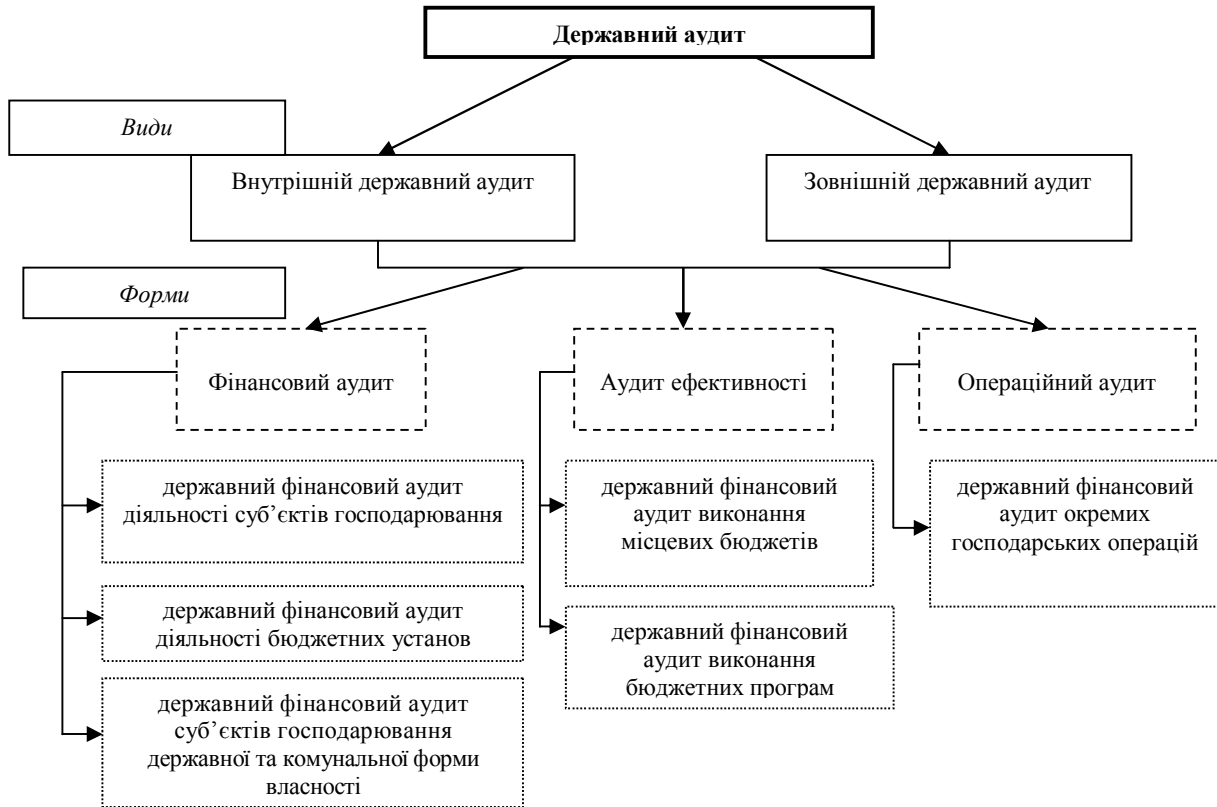 Державний аудит
Види
Внутрішній державний аудит
Зовнішній державний аудит
Форми
Фінансовий аудит
Аудит ефективності
Операційний аудит
державний фінансовий аудит
діяльності суб’єктів господарювання
державний фінансовий аудит
діяльності бюджетних установ
державний фінансовий аудит
суб’єктів господарювання
державної та комунальної форми
власності
державний фінансовий
аудит виконання
місцевих бюджетів
державний фінансовий
аудит виконання
бюджетних програм
державний фінансовий
аудит окремих
господарських операцій